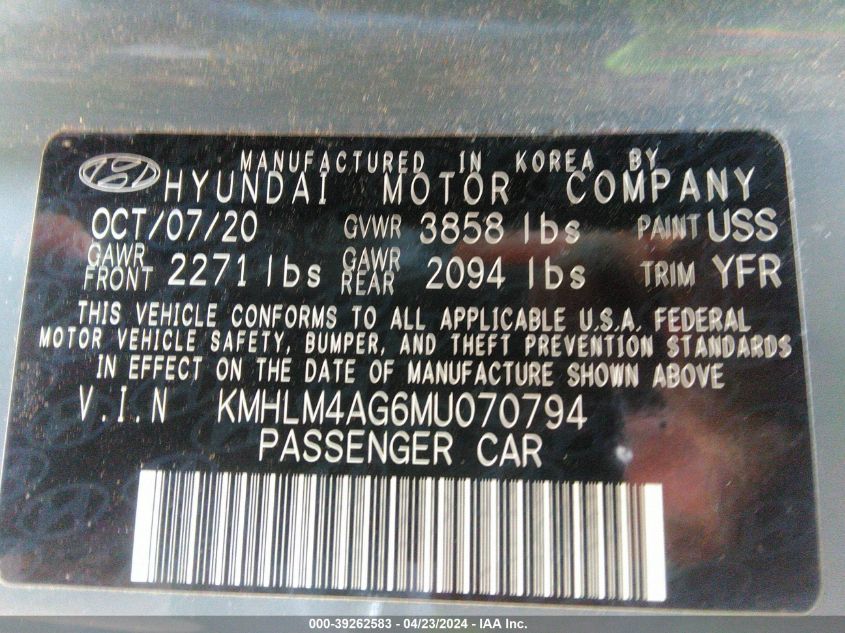 MANUFACTURED IN KOREA BY
HYUNDAI MOTOR COMPANY
OCT/07/20 GVWR 3858 lbs PAINT USS
GAWR FRONT 2271 lbs GAWR REAR 2094 lbs TRIM YFR
THIS VEHICLE CONFORMS TO ALL APPLICABLE U.S.A. FEDERAL
MOTOR VEHICLE SAFETY, BUMPER, AND THEFT PREVENTION STANDARDS
IN EFFECT ON THE DATE OF MANUFACTURE SHOWN ABOVE
V.I.N KMHLM4AG6MU070794
PASSENGER CAR
000-39262583 - 04/23/2024 - IAA Inc.